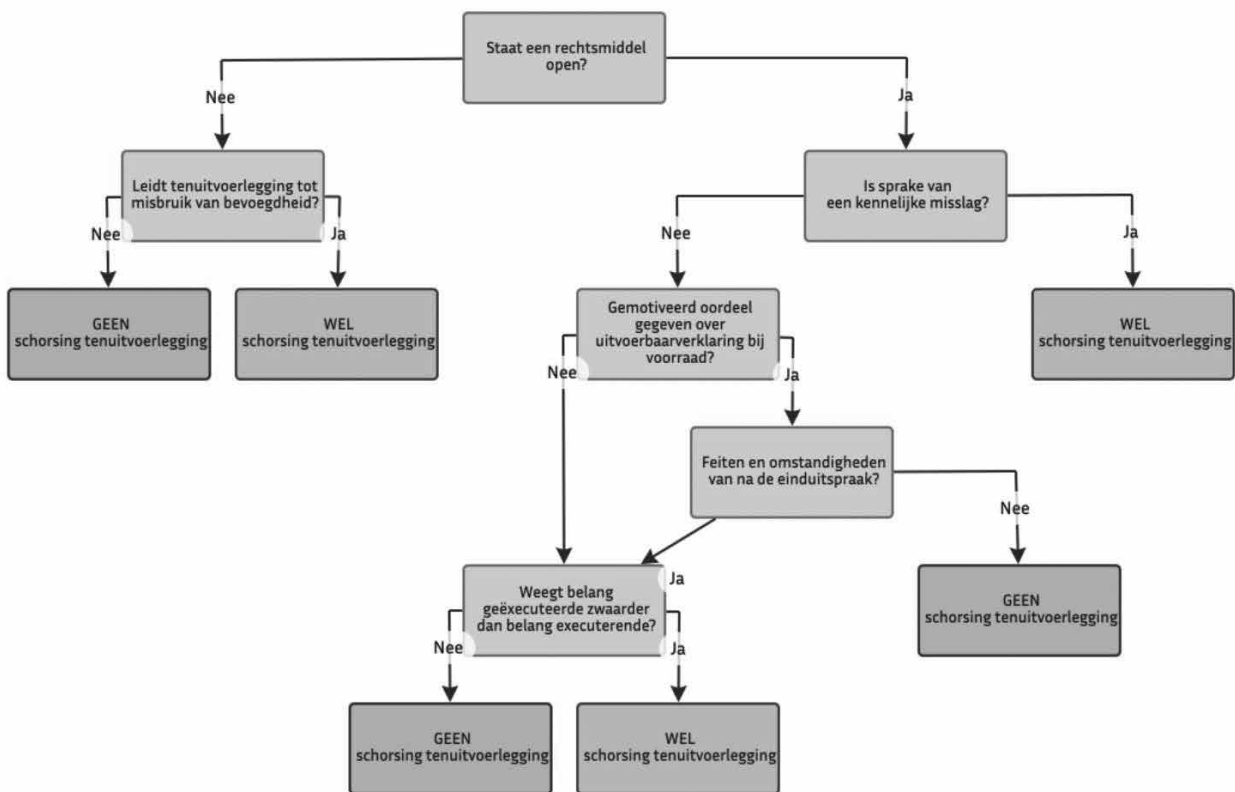 Staat een rechtsmiddel
open?
Nee
Ja
Leidt tenuitvoerlegging tot
misbruik van bevoegdheid?
Is sprake van
een kennelijke misslag?
Nee
Ja
Nee
Ja
GEEN
schorsing tenuitvoerlegging
WEL
schorsing tenuitvoerlegging
Gemotiveerd oordeel
gegeven over
uitvoerbaarverklaring bij
voorraad?
WEL
schorsing tenuitvoerlegging
Nee
Ja
Feiten en omstandigheden
van na de einduitspraak?
Nee
Ja
Weegt belang
geëxecuteerde zwaarder
dan belang executerende?
GEEN
schorsing tenuitvoerlegging
Nee
Ja
GEEN
schorsing tenuitvoerlegging
WEL
schorsing tenuitvoerlegging